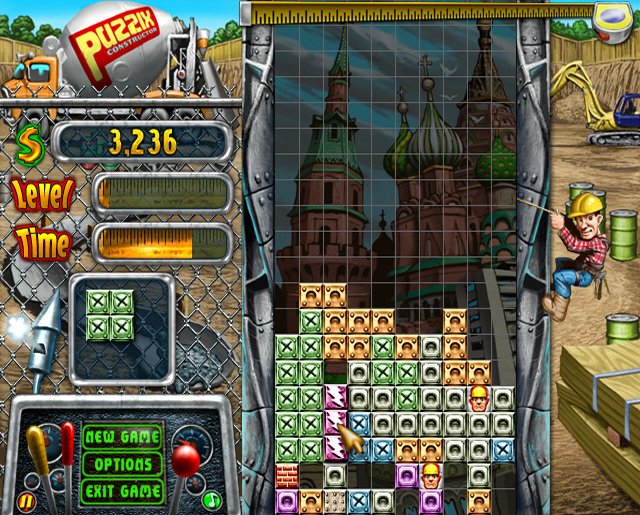 PUZZIX
CONSTRUCTOR
$ 3,236
Level
Time
NEW GAME
OPTIONS
EXIT GAME